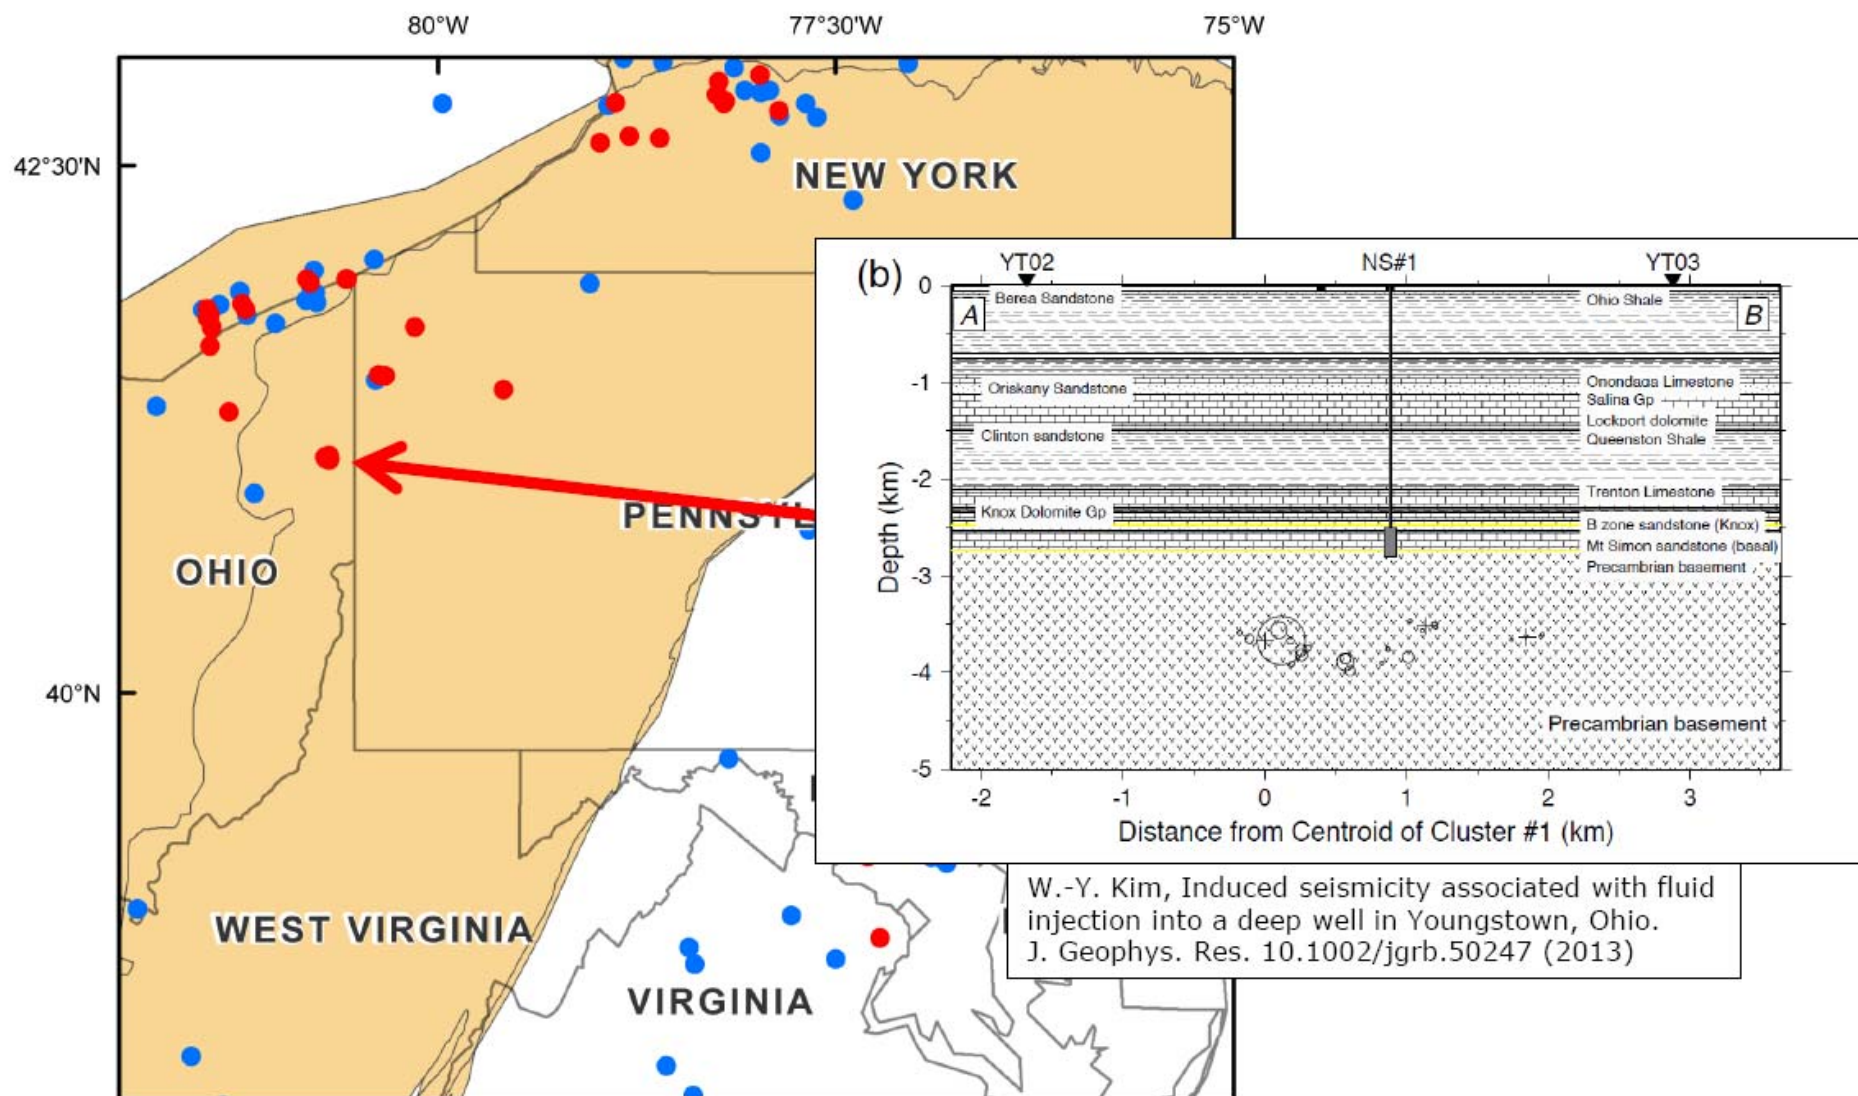 80°W
77°30'W
75°W
42°30'N
40°N
NEW YORK
OHIO
WEST VIRGINIA
VIRGINIA
(b)
YT02
NS#1
YT03
0
-1
-2
-3
-4
-5
Depth (km)
A
B
Berea Sandstone
Ohio Shale
Oriskany Sandstone
Onondaga Limestone
Salina Gp
Lockport dolomite
Clinton sandstone
Queenston Shale
Trenton Limestone
Knox Dolomite Gp
B zone sandstone (Knox)
Mt Simon sandstone (basal)
Precambrian basement
Precambrian basement
-2
-1
0
1
2
3
Distance from Centroid of Cluster #1 (km)
W.-Y. Kim, Induced seismicity associated with fluid
injection into a deep well in Youngstown, Ohio.
J. Geophys. Res. 10.1002/jgrb.50247 (2013)